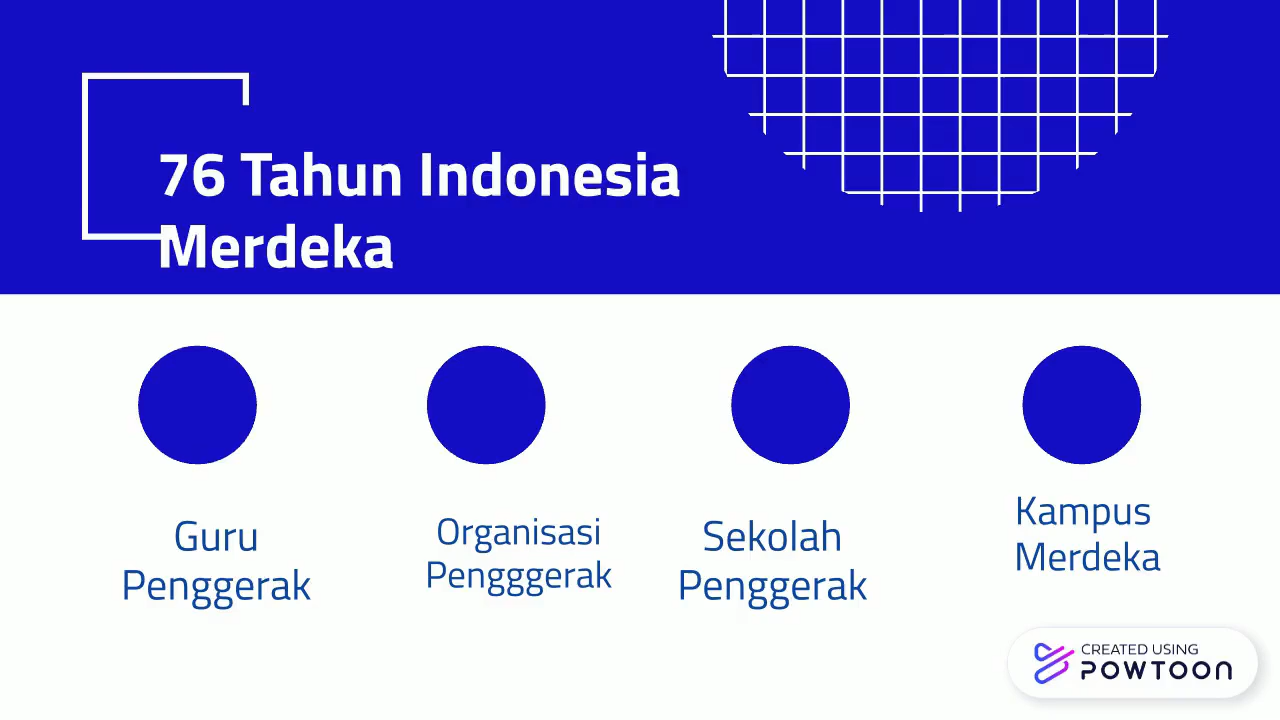 76 Tahun Indonesia
Merdeka
Guru
Penggerak
Organisasi
Pengggerak
Sekolah
Penggerak
Kampus
Merdeka
CREATED USING
POWTOON